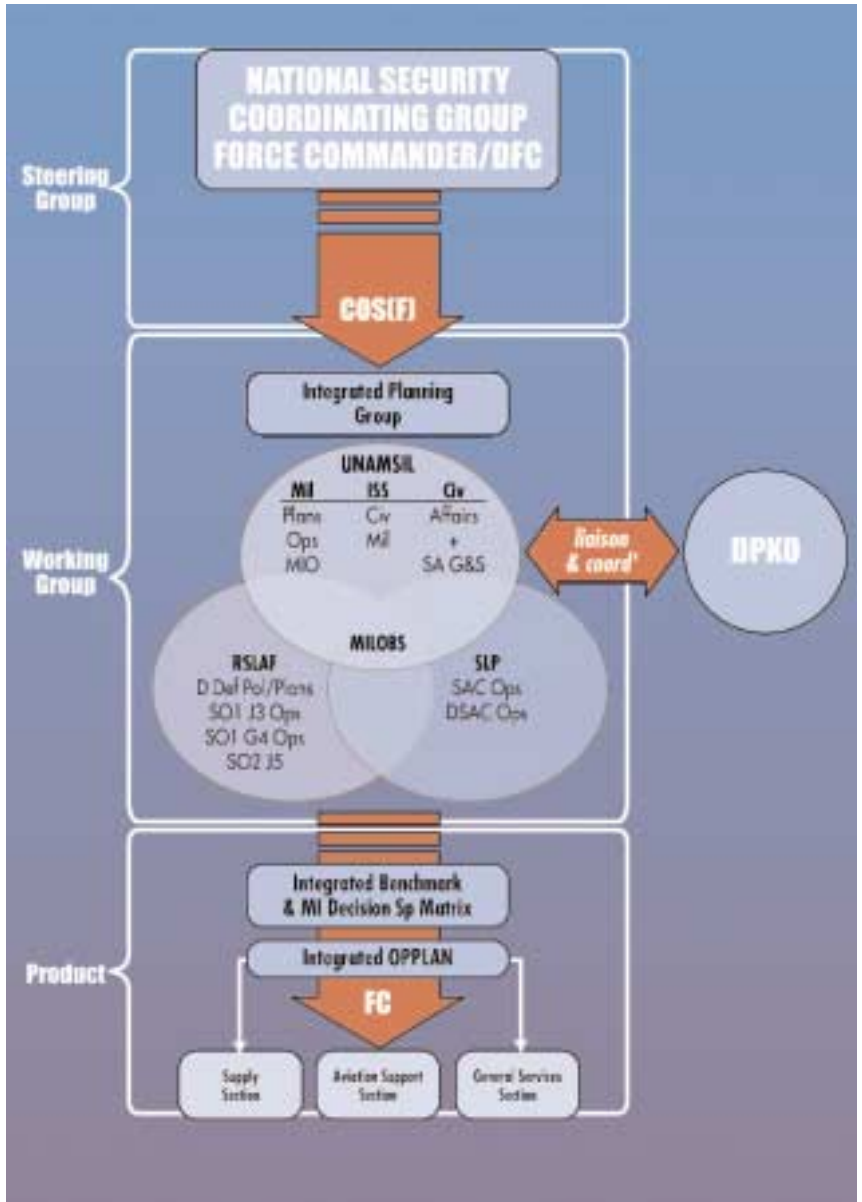 NATIONAL SECURITY
COORDINATING GROUP
FORCE COMMANDER/DFC
Steering
Group
COS(F)
Integrated Planning
Group
UNAMSIL
Mil ISS Civ
Plans Civ Affairs
Ops Mil +
MIO SA G&S
Working
Group
liaison
& coord'
DPKO
MILOBS
RSLAF
D Def Pol/Plans
SO1 J3 Ops
SO1 G4 Ops
SO2 J5
SLP
SAC Ops
DSAC Ops
Product
Integrated Benchmark
& MI Decision Sp Matrix
Integrated OPPLAN
FC
Supply
Section
Aviation Support
Section
General Services
Section